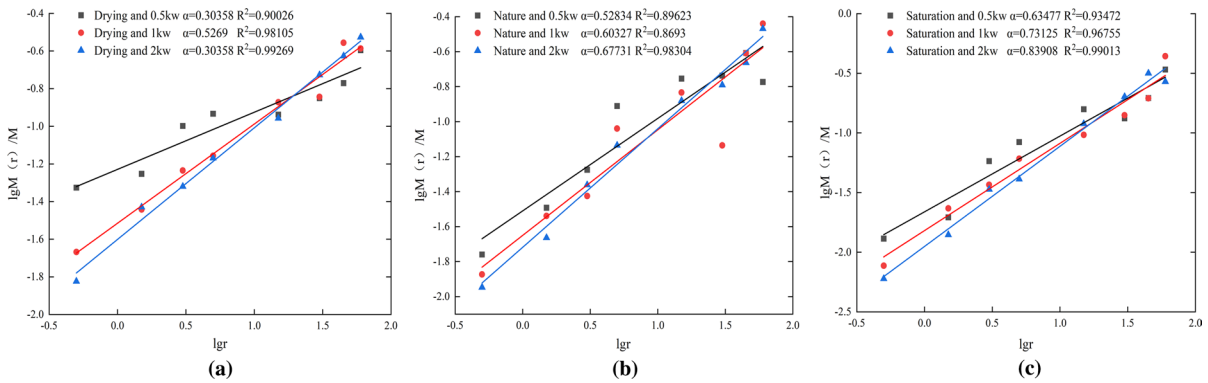 Drying and 0.5kw α=0.30358 R²=0.90026
Drying and 1kw α=0.5269 R²=0.98105
Drying and 2kw α=0.30358 R²=0.99269
-0.4
-0.6
-0.8
-1.0
-1.2
-1.4
-1.6
-1.8
-2.0
lgM（r）/M
-0.5 0.0 0.5 1.0 1.5 2.0
lgr
(a)
Nature and 0.5kw α=0.52834 R²=0.89623
Nature and 1kw α=0.60327 R²=0.8693
Nature and 2kw α=0.67731 R²=0.98304
-0.4
-0.6
-0.8
-1.0
-1.2
-1.4
-1.6
-1.8
-2.0
lgM（r）/M
-0.5 0.0 0.5 1.0 1.5 2.0
lgr
(b)
Saturation and 0.5kw α=0.63477 R²=0.93472
Saturation and 1kw α=0.73125 R²=0.96755
Saturation and 2kw α=0.83908 R²=0.99013
0.0
-0.5
-1.0
-1.5
-2.0
-2.5
lgM（r）/M
-0.5 0.0 0.5 1.0 1.5 2.0
lgr
(c)